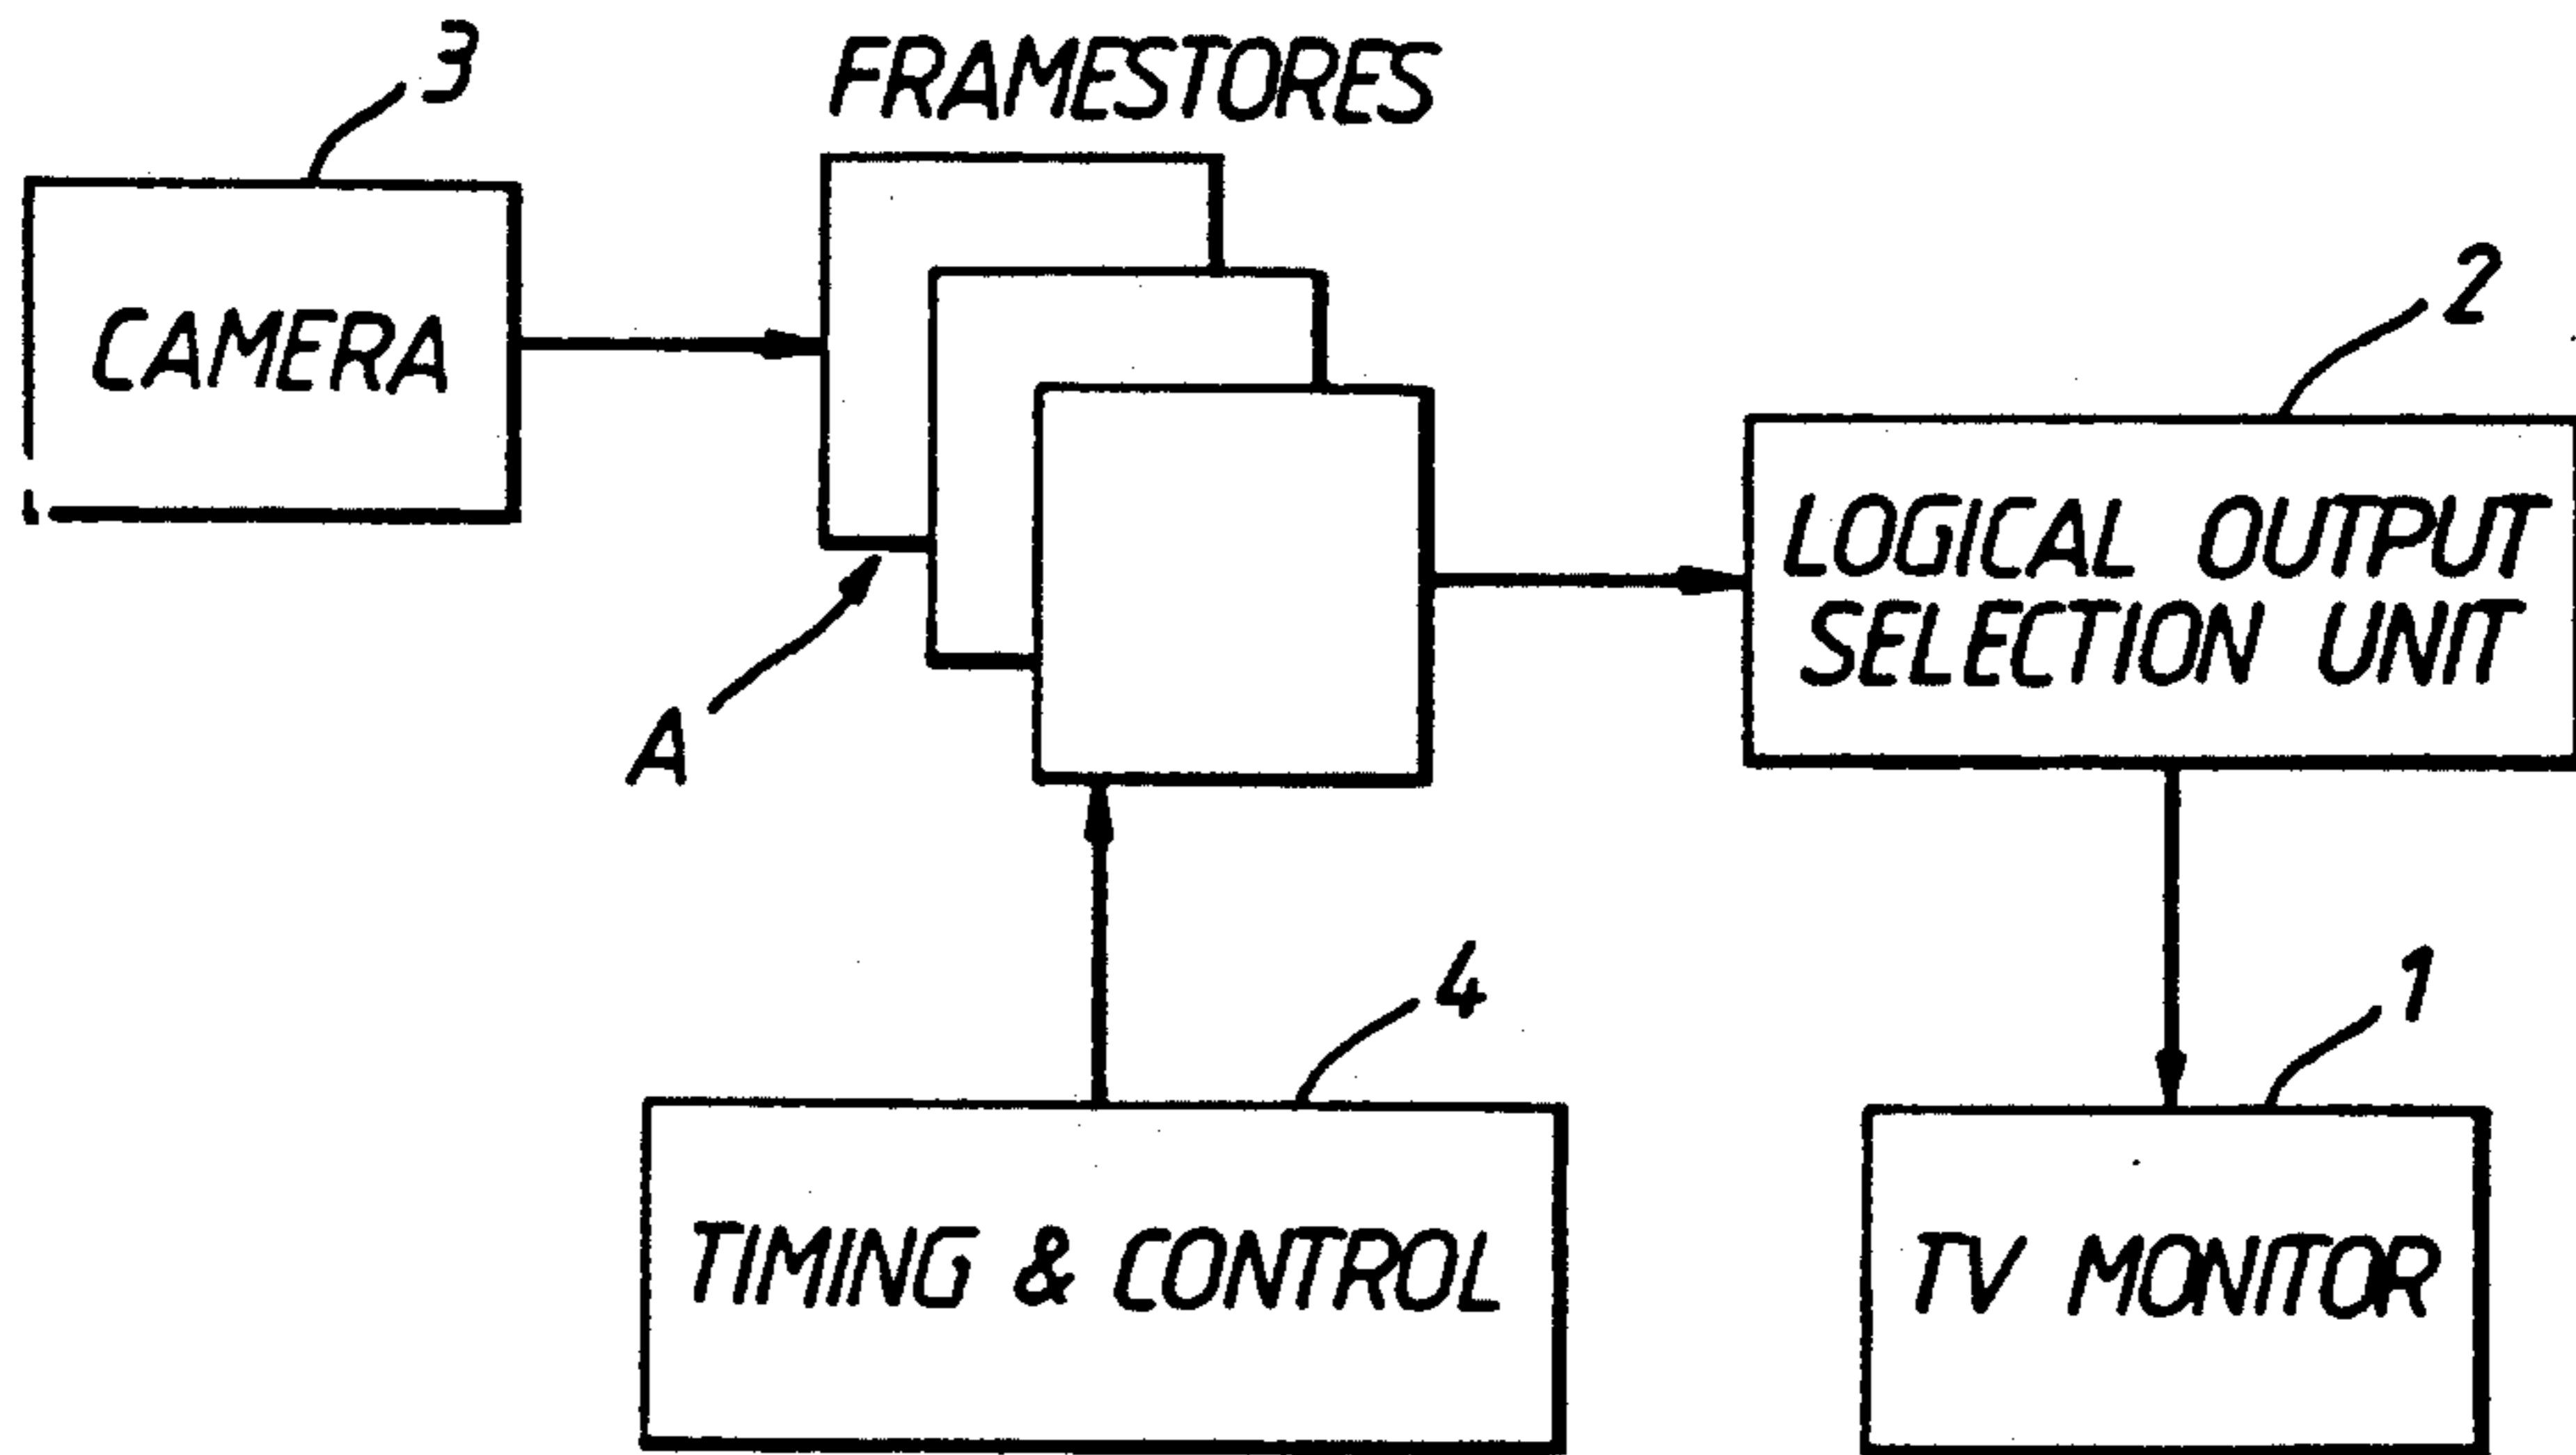 3
FRAMESTORES
CAMERA
2
LOGICAL OUTPUT
SELECTION UNIT
A
4
1
TIMING & CONTROL
TV MONITOR